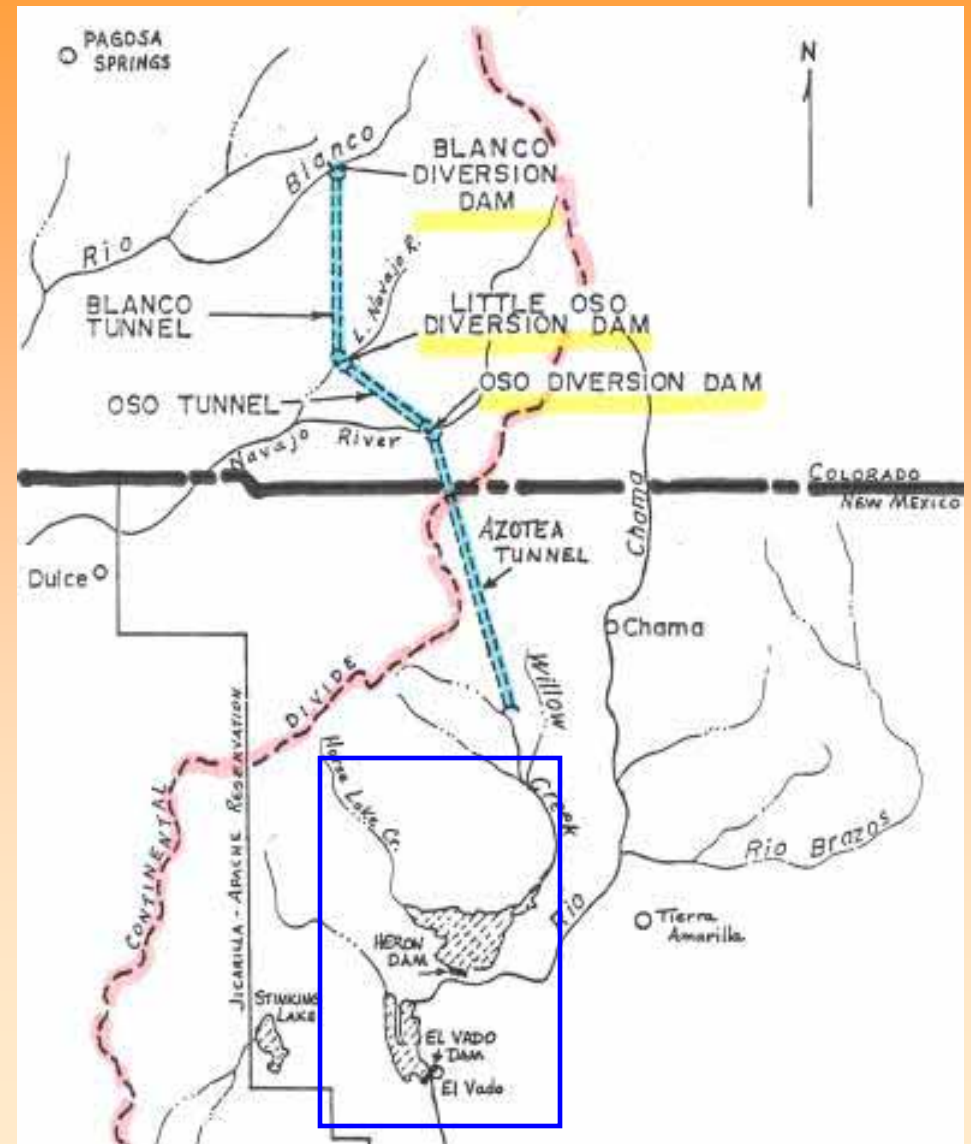 PAGOSA
SPRINGS
N
Rio Blanco
BLANCO
DIVERSION
DAM
L. Navajo R.
BLANCO
TUNNEL
LITTLE OSO
DIVERSION DAM
OSO TUNNEL
OSO DIVERSION DAM
Navajo River
COLORADO
NEW MEXICO
AZOTEA
TUNNEL
Dulce
Chama
Rio Chama
Willow Creek
CONTINENTAL DIVIDE
JICARILLA - APACHE RESERVATION
Horse Lake Cr.
Rio Brazos
Tierra
Amarilla
HERON
DAM
STINKING
LAKE
EL VADO
DAM
El Vado